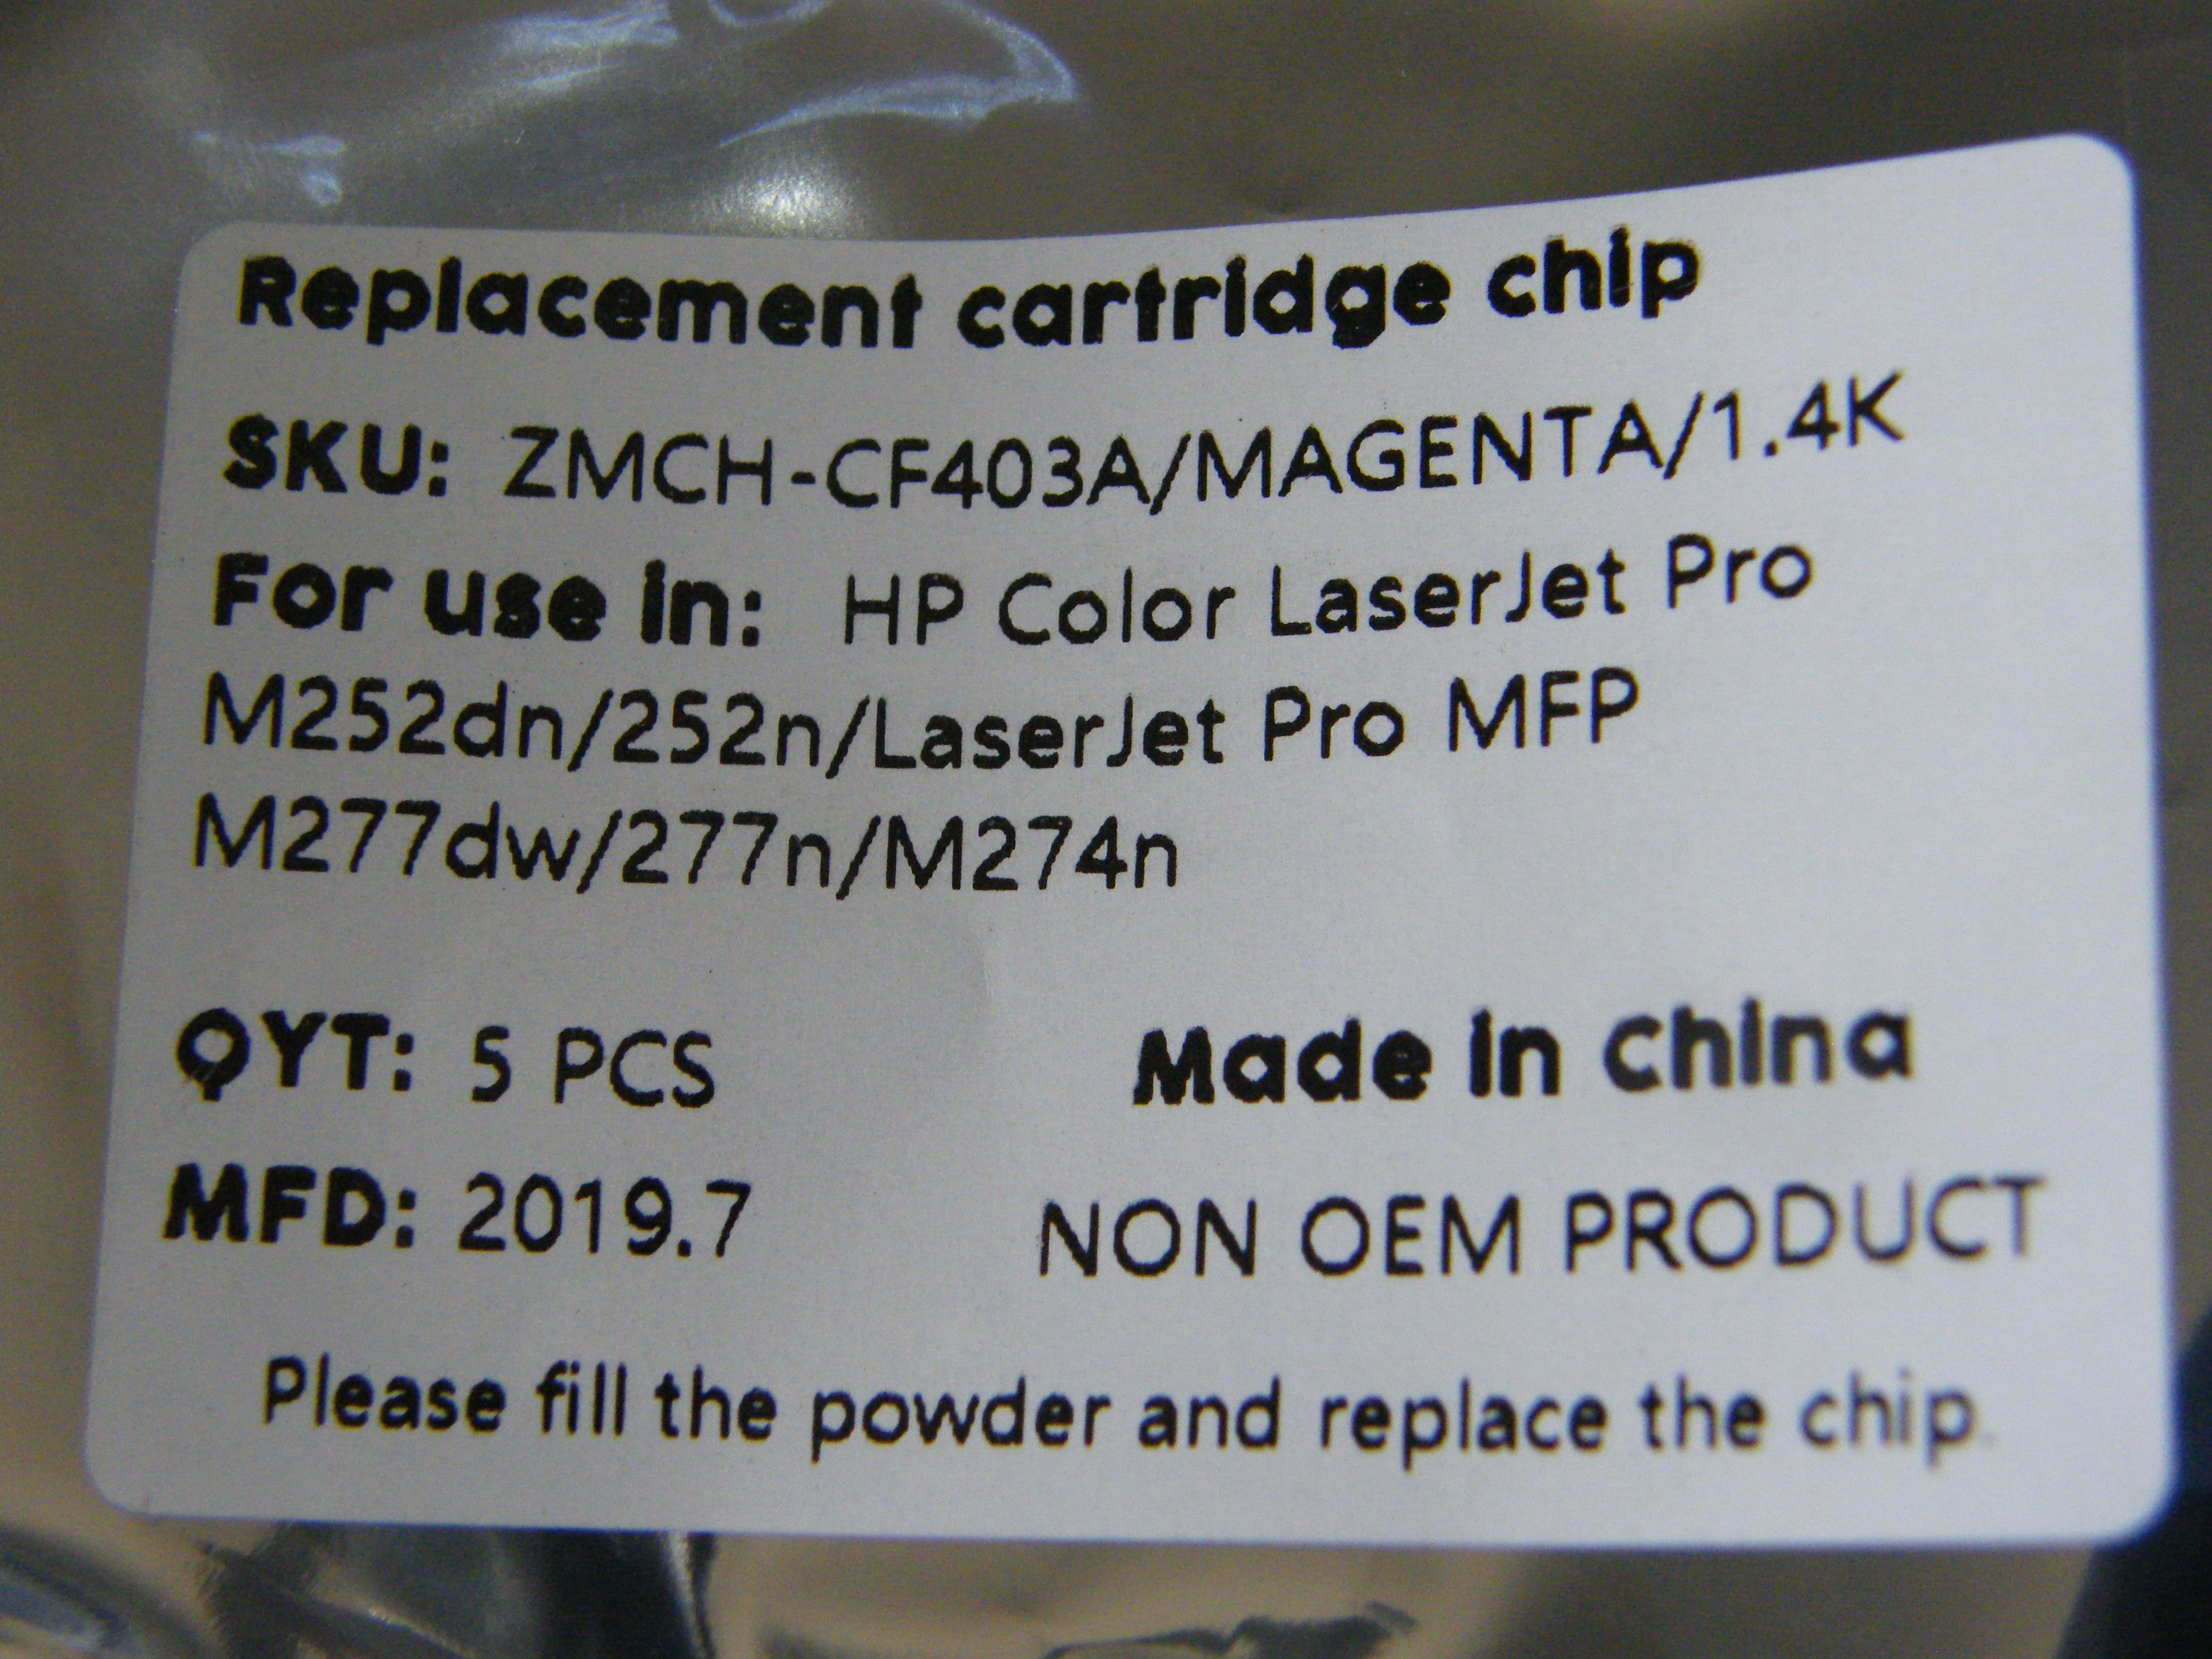 Replacement cartridge chip
SKU: ZMCH-CF403A/MAGENTA/1.4K
For use in: HP Color LaserJet Pro
M252dn/252n/LaserJet Pro MFP
M277dw/277n/M274n
QYT: 5 PCS
Made in China
MFD: 2019.7
NON OEM PRODUCT
Please fill the powder and replace the chip.